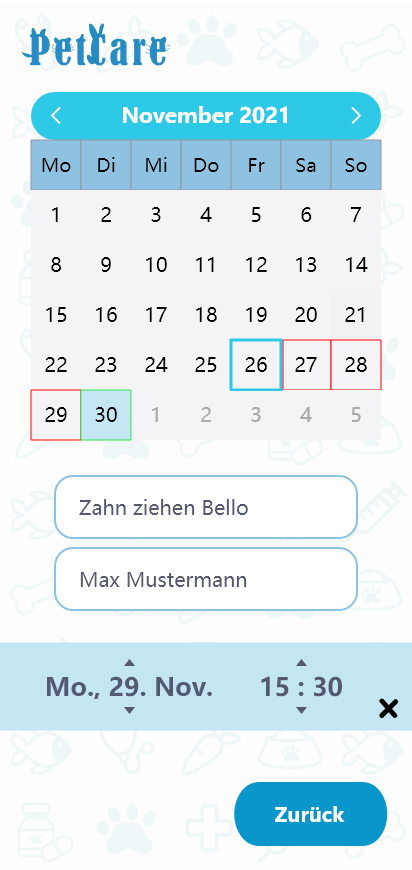 PetCare
November 2021
Mo Di Mi Do Fr Sa So
1 2 3 4 5 6 7
8 9 10 11 12 13 14
15 16 17 18 19 20 21
22 23 24 25 26 27 28
29 30 1 2 3 4 5
Zahn ziehen Bello
Max Mustermann
Mo., 29. Nov. 15 : 30
Zurück